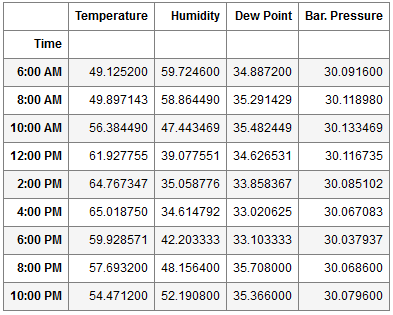 Temperature Humidity Dew Point Bar. Pressure
Time
6:00 AM 49.125200 59.724600 34.887200 30.091600
8:00 AM 49.897143 58.864490 35.291429 30.118980
10:00 AM 56.384490 47.443469 35.482449 30.133469
12:00 PM 61.927755 39.077551 34.626531 30.116735
2:00 PM 64.767347 35.058776 33.858367 30.085102
4:00 PM 65.018750 34.614792 33.020625 30.067083
6:00 PM 59.928571 42.203333 33.103333 30.037937
8:00 PM 57.693200 48.156400 35.708000 30.068600
10:00 PM 54.471200 52.190800 35.366000 30.079600